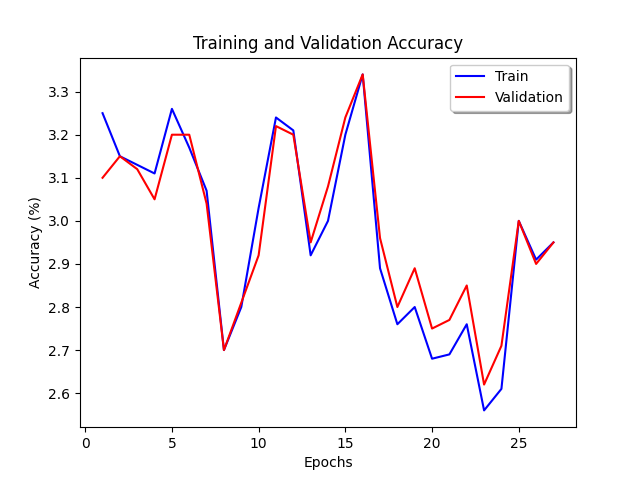 Training and Validation Accuracy
Train
Validation
3.3
3.2
3.1
3.0
2.9
2.8
2.7
2.6
Accuracy (%)
0 5 10 15 20 25
Epochs